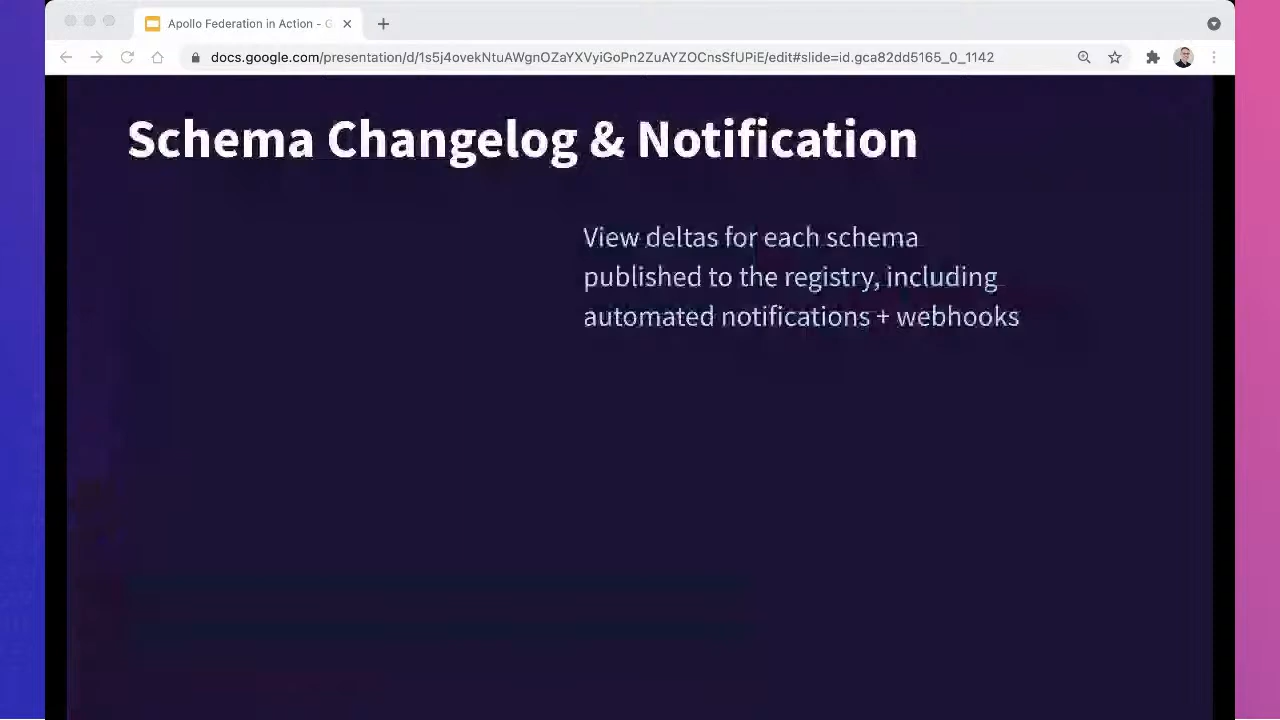 Apollo Federation in Action - G
docs.google.com/presentation/d/1s5j4ovekNtuAWgnOZaYXVyiGoPn2ZuAYZOCnsSfUPiE/edit#slide=id.gca82dd5165_0_1142
Schema Changelog & Notification
View deltas for each schema
published to the registry, including
automated notifications + webhooks